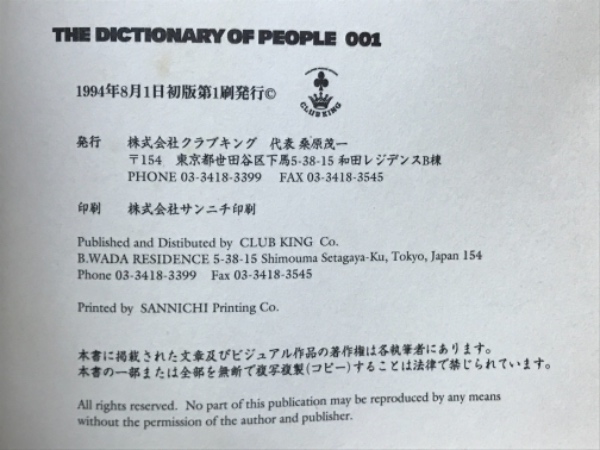 THE DICTIONARY OF PEOPLE 001
1994年8月1日初版第1刷発行©
CLUB KING
発行 株式会社クラブキング 代表 桑原茂一
〒154 東京都世田谷区下馬5-38-15 和田レジデンスB棟
PHONE 03-3418-3399 FAX 03-3418-3545
印刷 株式会社サンニチ印刷
Published and Distibuted by CLUB KING Co.
B.WADA RESIDENCE 5-38-15 Shimouma Setagaya-Ku, Tokyo, Japan 154
Phone 03-3418-3399 Fax 03-3418-3545
Printed by SANNICHI Printing Co.
本書に掲載された文章及びビジュアル作品の著作権は各執筆者にあります。
本書の一部または全部を無断で複写複製(コピー)することは法律で禁じられています。
All rights reserved. No part of this publication may be reproduced by any means
without the permission of the author and publisher.